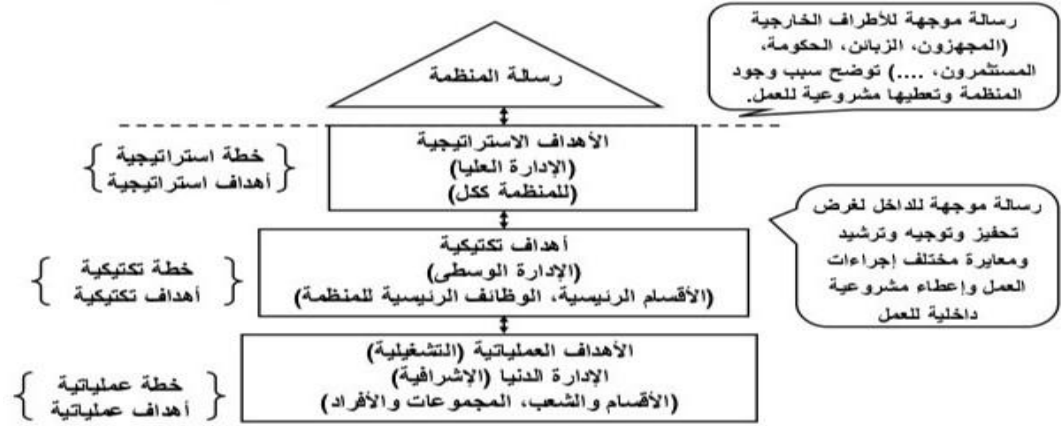 رسالة موجهة للأطراف الخارجية
(المجهزون، الزبائن، الحكومة،
المستثمرون، ....) توضح سبب وجود
المنظمة وتعطيها مشروعية للعمل.
رسالة المنظمة
الأهداف الاستراتيجية
(الإدارة العليا)
(للمنظمة ككل)
خطة استراتيجية
أهداف استراتيجية
رسالة موجهة للداخل لغرض
تحفيز وتوجيه وترشيد
ومعايرة مختلف إجراءات
العمل وإعطاء مشروعية
داخلية للعمل
أهداف تكتيكية
(الإدارة الوسطى)
(الأقسام الرئيسية، الوظائف الرئيسية للمنظمة)
خطة تكتيكية
أهداف تكتيكية
الأهداف العملياتية (التشغيلية)
الإدارة الدنيا (الإشرافية)
(الأقسام والشعب، المجموعات والأفراد)
خطة عملياتية
أهداف عملياتية